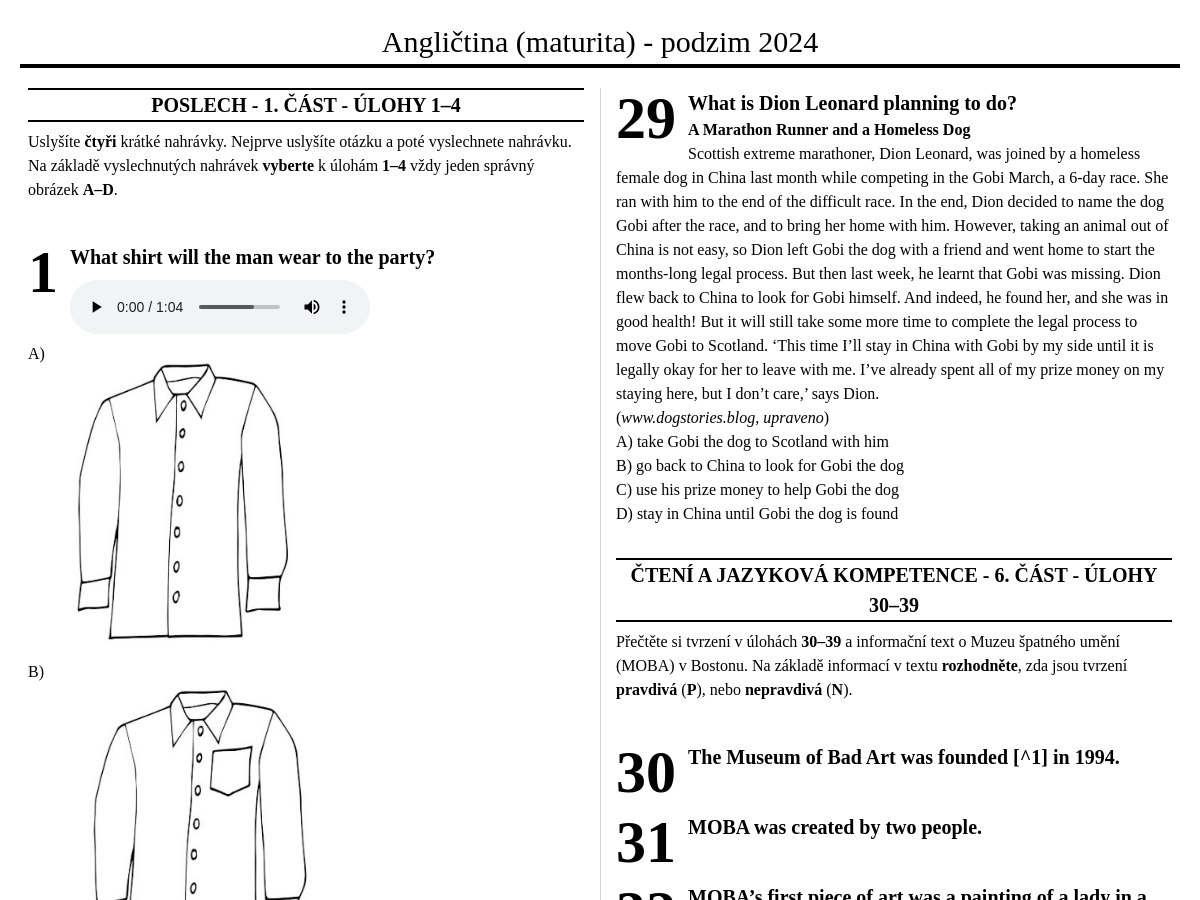 Angličtina (maturita) - podzim 2024
POSLECH - 1. ČÁST - ÚLOHY 1–4
Uslyšíte čtyři krátké nahrávky. Nejprve uslyšíte otázku a poté vyslechnete nahrávku.
Na základě vyslechnutých nahrávek vyberte k úlohám 1–4 vždy jeden správný
obrázek A–D.
1 What shirt will the man wear to the party?
0:00 / 1:04
A)
B)
29 What is Dion Leonard planning to do?
A Marathon Runner and a Homeless Dog
Scottish extreme marathoner, Dion Leonard, was joined by a homeless
female dog in China last month while competing in the Gobi March, a 6-day race. She
ran with him to the end of the difficult race. In the end, Dion decided to name the dog
Gobi after the race, and to bring her home with him. However, taking an animal out of
China is not easy, so Dion left Gobi the dog with a friend and went home to start the
months-long legal process. But then last week, he learnt that Gobi was missing. Dion
flew back to China to look for Gobi himself. And indeed, he found her, and she was in
good health! But it will still take some more time to complete the legal process to
move Gobi to Scotland. ‘This time I’ll stay in China with Gobi by my side until it is
legally okay for her to leave with me. I’ve already spent all of my prize money on my
staying here, but I don’t care,’ says Dion.
(www.dogstories.blog, upraveno)
A) take Gobi the dog to Scotland with him
B) go back to China to look for Gobi the dog
C) use his prize money to help Gobi the dog
D) stay in China until Gobi the dog is found
ČTENÍ A JAZYKOVÁ KOMPETENCE - 6. ČÁST - ÚLOHY
30–39
Přečtěte si tvrzení v úlohách 30–39 a informační text o Muzeu špatného umění
(MOBA) v Bostonu. Na základě informací v textu rozhodněte, zda jsou tvrzení
pravdivá (P), nebo nepravdivá (N).
30 The Museum of Bad Art was founded [^1] in 1994.
31 MOBA was created by two people.
32 MOBA’s first piece of art was a painting of a lady in a